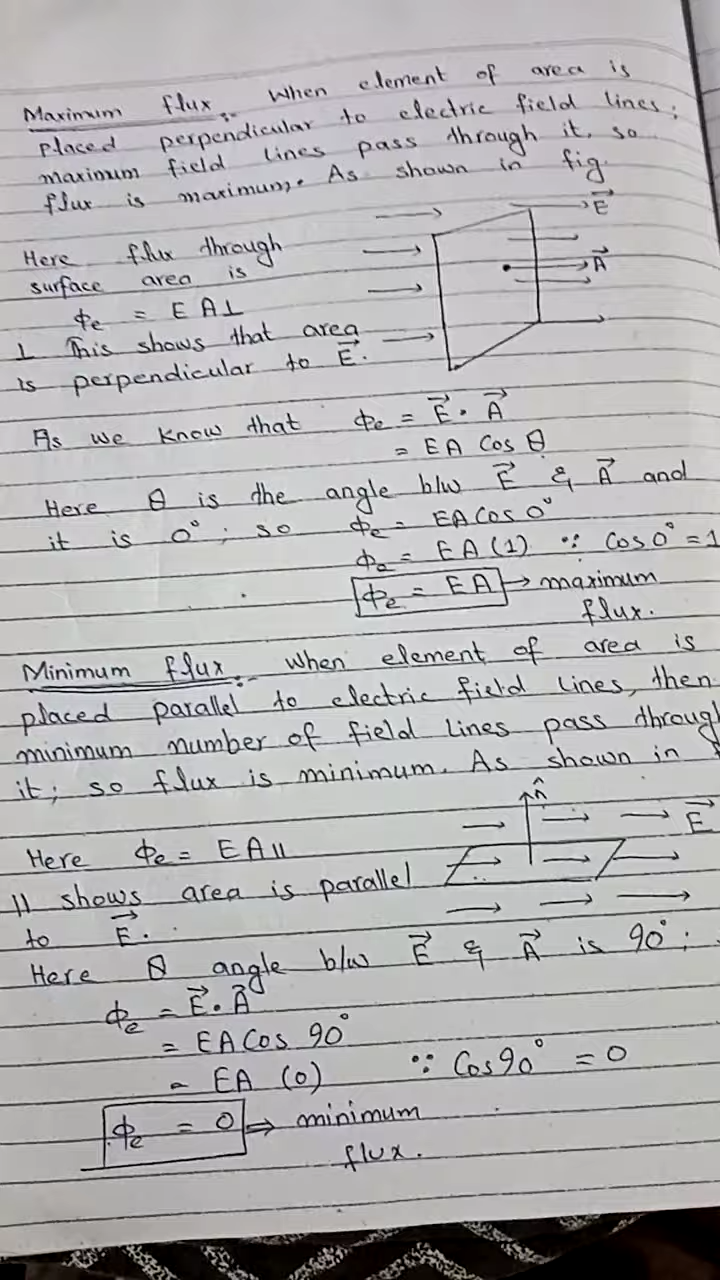 Maximum flux :- When element of area is
placed perpendicular to electric field lines;
maximum field lines pass through it, so
flux is maximum. As shown in fig.
E⃗
Here flux through
surface area is
A⃗
Φe = EA⊥
⊥ This shows that area
is perpendicular to E⃗.
As we know that Φe = E⃗ . A⃗
= EA Cos θ
Here θ is the angle b/w E⃗ & A⃗ and
it is 0°; so Φe = EA Cos 0°
Φe = EA (1) ∵ Cos 0° = 1
Φe = EA → maximum
flux.
Minimum flux :- When element of area is
placed parallel to electric field lines, then
minimum number of field lines pass through
it; so flux is minimum. As shown in
n̂
E⃗
Here Φe = EA||
|| shows area is parallel
to E⃗.
Here θ angle b/w E⃗ & A⃗ is 90°;
Φe = E⃗ . A⃗
= EA Cos 90°
= EA (0) ∵ Cos 90° = 0
Φe = 0 ⇒ minimum
flux.